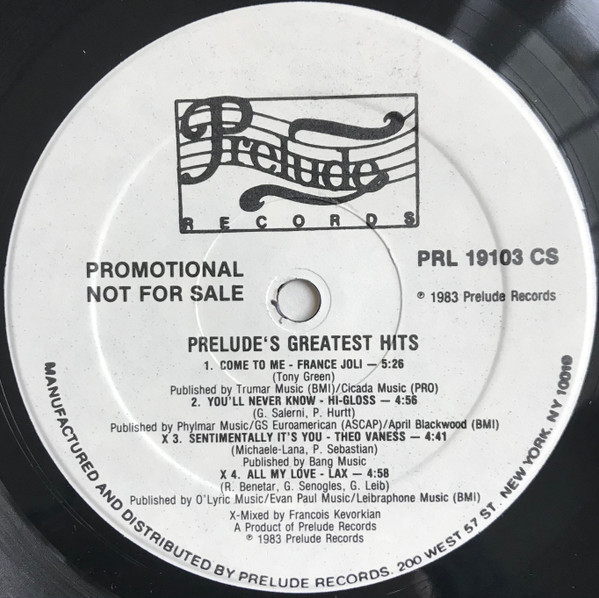 Prelude
RECORDS
PROMOTIONAL
NOT FOR SALE
PRL 19103 CS
℗ 1983 Prelude Records
PRELUDE'S GREATEST HITS
1. COME TO ME - FRANCE JOLI — 5:26
(Tony Green)
Published by Trumar Music (BMI)/Cicada Music (PRO)
2. YOU'LL NEVER KNOW - HI-GLOSS — 4:56
(G. Salerni, P. Hurtt)
Published by Phylmar Music/GS Euroamerican (ASCAP)/April Blackwood (BMI)
X 3. SENTIMENTALLY IT'S YOU - THEO VANESS — 4:41
(Michaele-Lana, P. Sebastian)
Published by Bang Music
X 4. ALL MY LOVE - LAX — 4:58
(R. Benetar, G. Senogles, G. Leib)
Published by O'Lyric Music/Evan Paul Music/Leibraphone Music (BMI)
X-Mixed by Francois Kevorkian
A Product of Prelude Records
℗ 1983 Prelude Records
MANUFACTURED AND DISTRIBUTED BY PRELUDE RECORDS. 200 WEST 57 ST. NEW YORK. NY 10019